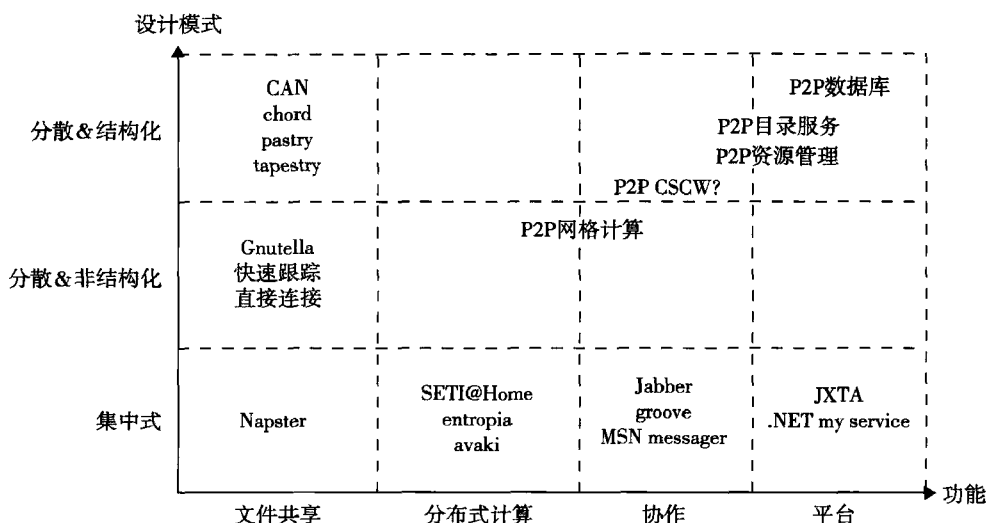 设计模式
CAN
chord
pastry
tapestry
P2P数据库
分散&结构化
P2P目录服务
P2P资源管理
P2P CSCW?
P2P网格计算
Gnutella
快速跟踪
直接连接
分散&非结构化
集中式
Napster
SETI@Home
entropia
avaki
Jabber
groove
MSN messager
JXTA
.NET my service
功能
文件共享
分布式计算
协作
平台